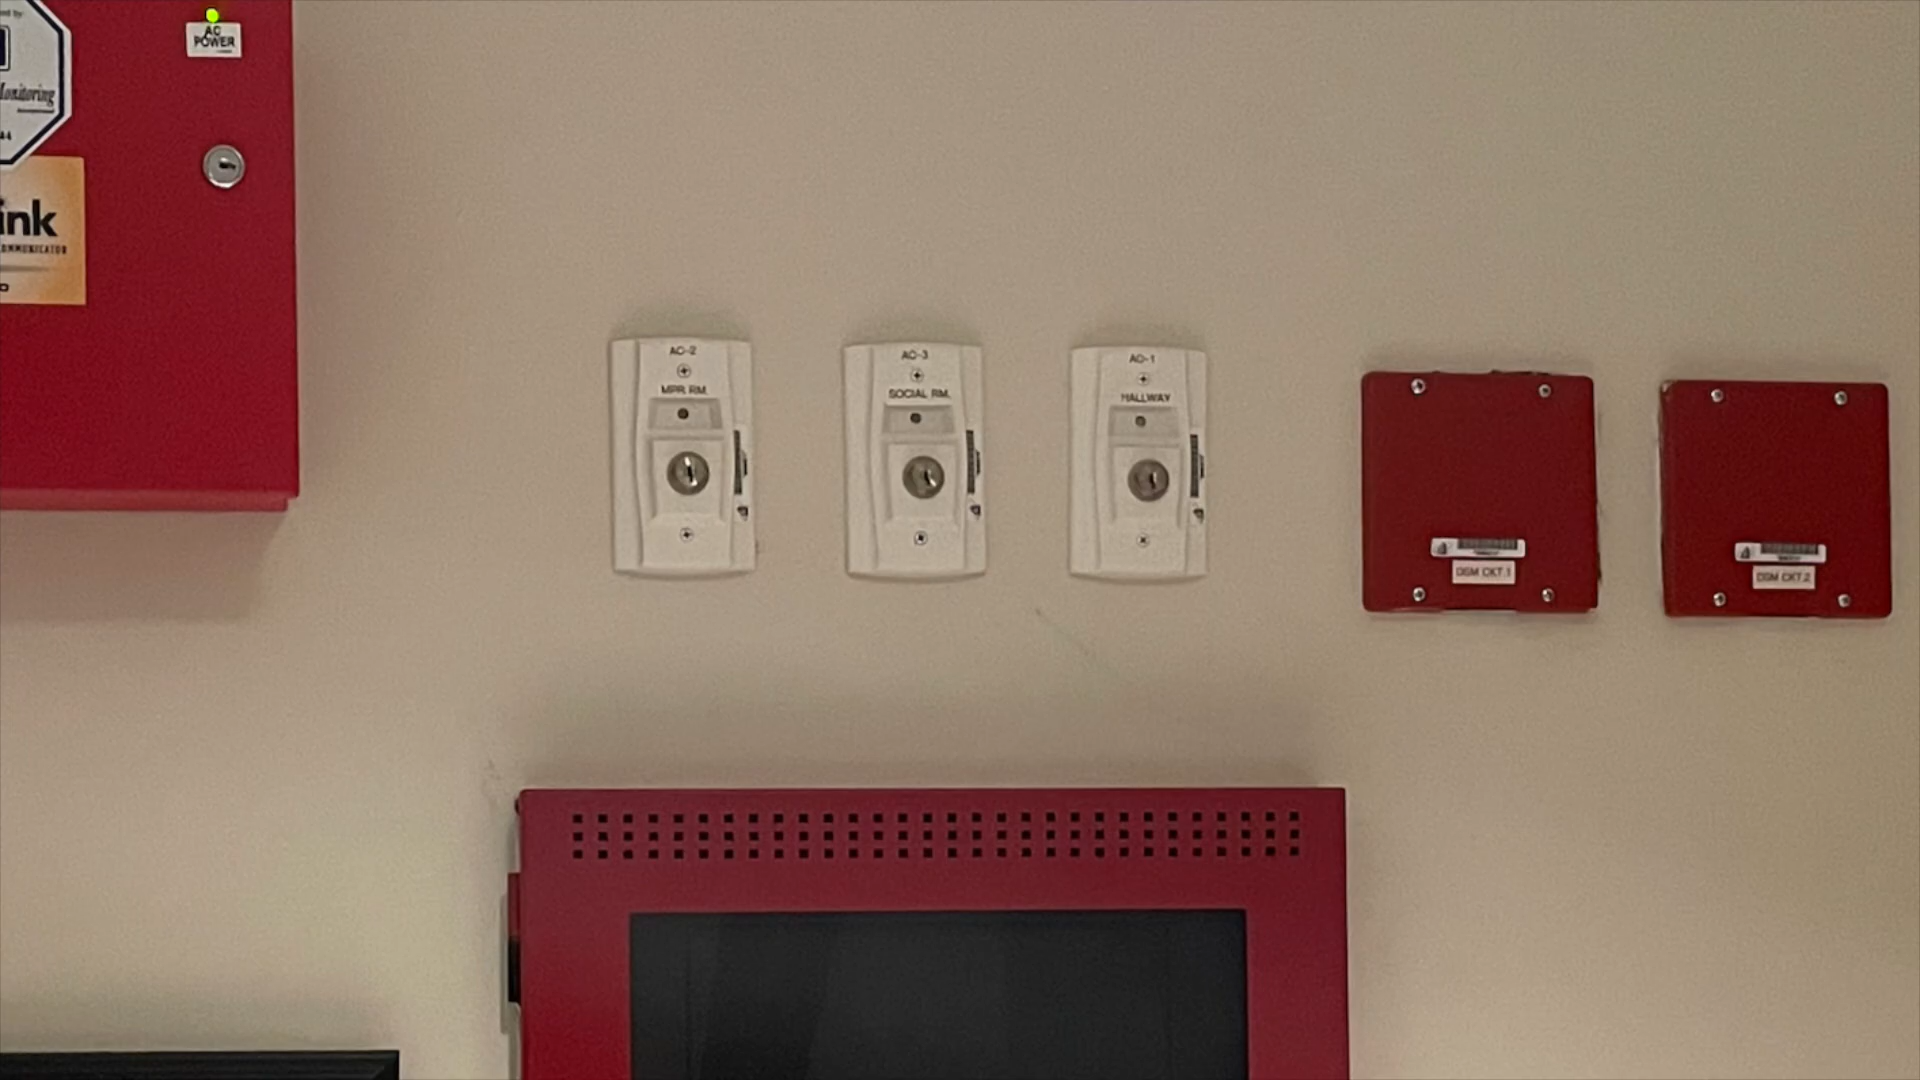 AC
POWER
Monitoring
ink
COMMUNICATOR
AC-2
MPR RM.
AC-3
SOCIAL RM.
AC-1
HALLWAY
DSM CKT.1
DSM CKT.2